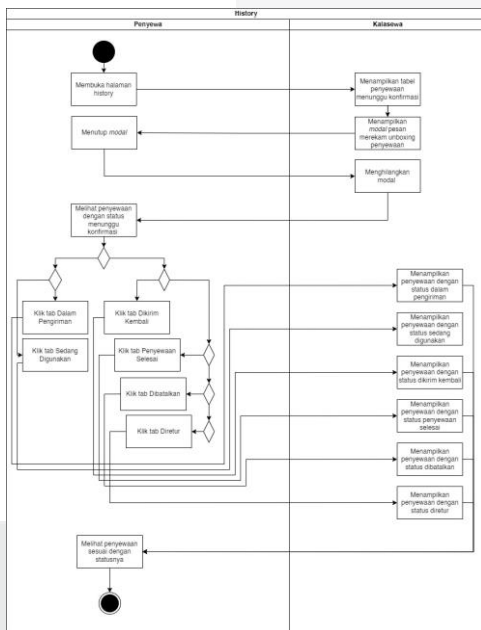 History
Penyewa
Kalasewa
Membuka halaman
history
Menampilkan tabel
penyewaan
menunggu konfirmasi
Menutup modal
Menampilkan
modal pesan
merekam unboxing
penyewaan
Menghilangkan
modal
Melihat penyewaan
dengan status
menunggu
konfirmasi
Klik tab Dalam
Pengiriman
Klik tab Dikirim
Kembali
Klik tab Sedang
Digunakan
Klik tab Penyewaan
Selesai
Klik tab Dibatalkan
Klik tab Diretur
Menampilkan
penyewaan dengan
status dalam
pengiriman
Menampilkan
penyewaan dengan
status sedang
digunakan
Menampilkan
penyewaan dengan
status dikirim kembali
Menampilkan
penyewaan dengan
status penyewaan
selesai
Menampilkan
penyewaan dengan
status dibatalkan
Menampilkan
penyewaan dengan
status diretur
Melihat penyewaan
sesuai dengan
statusnya